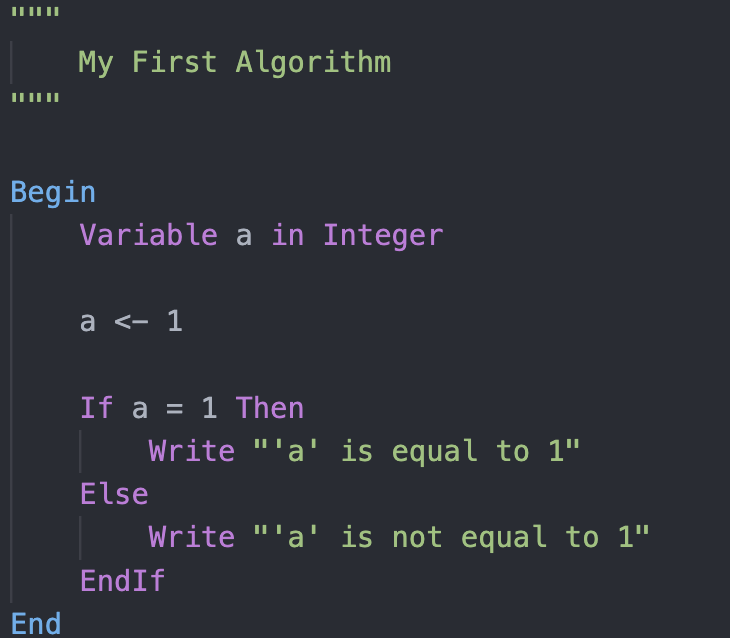 """
    My First Algorithm
"""
Begin
    Variable a in Integer
    a <- 1
    If a = 1 Then
        Write "'a' is equal to 1"
    Else
        Write "'a' is not equal to 1"
    EndIf
End